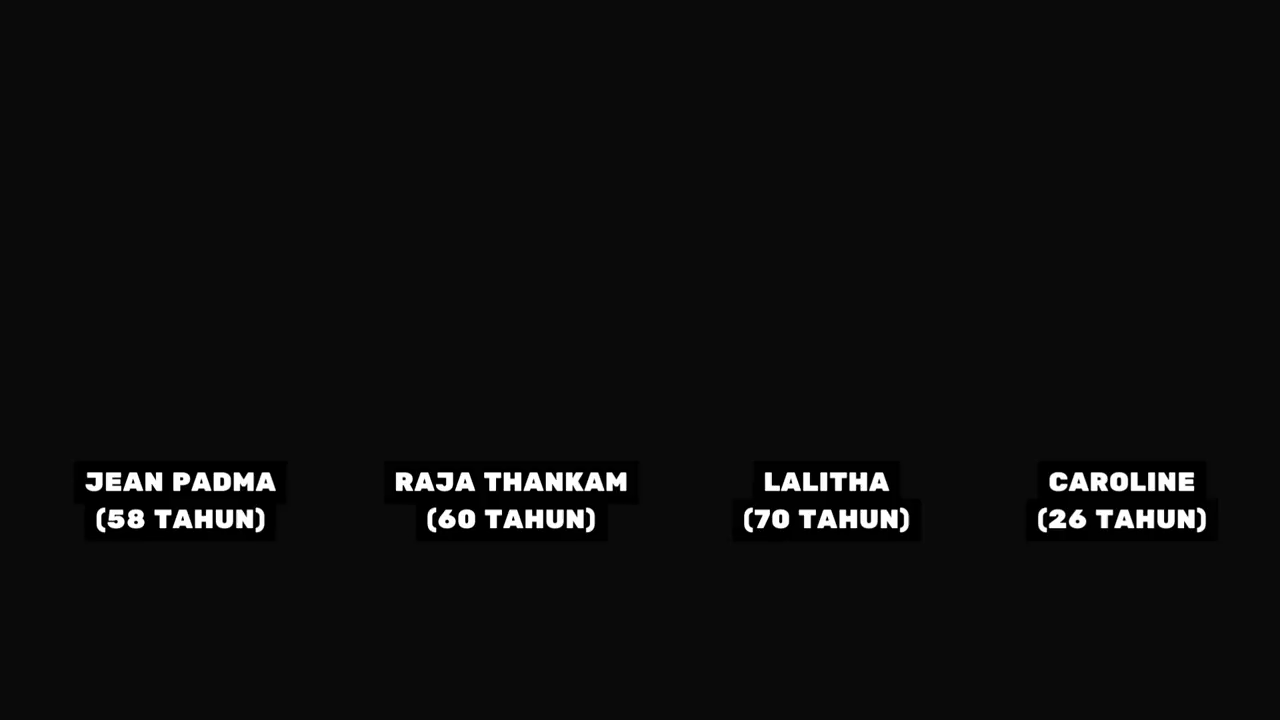 JEAN PADMA
(58 TAHUN)
RAJA THANKAM
(60 TAHUN)
LALITHA
(70 TAHUN)
CAROLINE
(26 TAHUN)